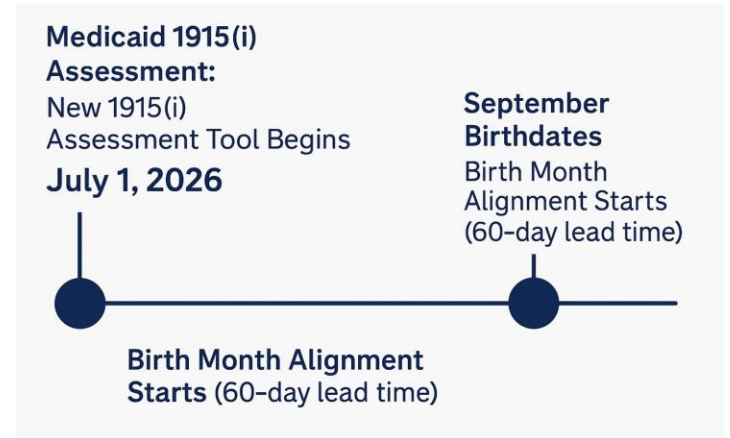 Medicaid 1915(i)
Assessment:
New 1915(i)
Assessment Tool Begins
July 1, 2026
September
Birthdates
Birth Month
Alignment Starts
(60-day lead time)
Birth Month Alignment
Starts (60-day lead time)